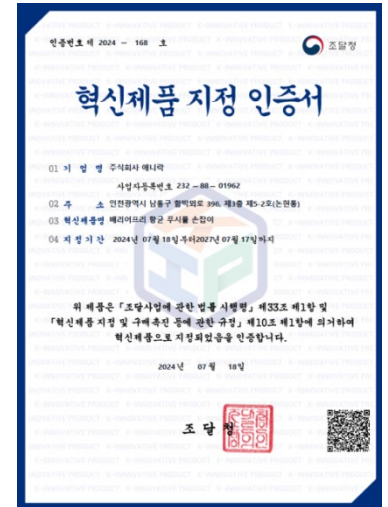 인증번호 제 2024 - 168 호
조달청
혁신제품 지정 인증서
01 기 업 명 주식회사 애니락
사업자등록번호 232 - 88 - 01962
02 주 소 인천광역시 남동구 함박뫼로 396, 제3층 제5-2호(논현동)
03 혁신제품명 배리어프리 항균 푸시풀 손잡이
04 지정기간 2024년 07월 18일부터2027년 07월 17일까지
위 제품은 「조달사업에 관한 법률 시행령」 제33조 제1항 및
「혁신제품 지정 및 구매촉진 등에 관한 규정」 제10조 제1항에 의거하여
혁신제품으로 지정되었음을 인증합니다.
2024년 07월 18일
조 달 청